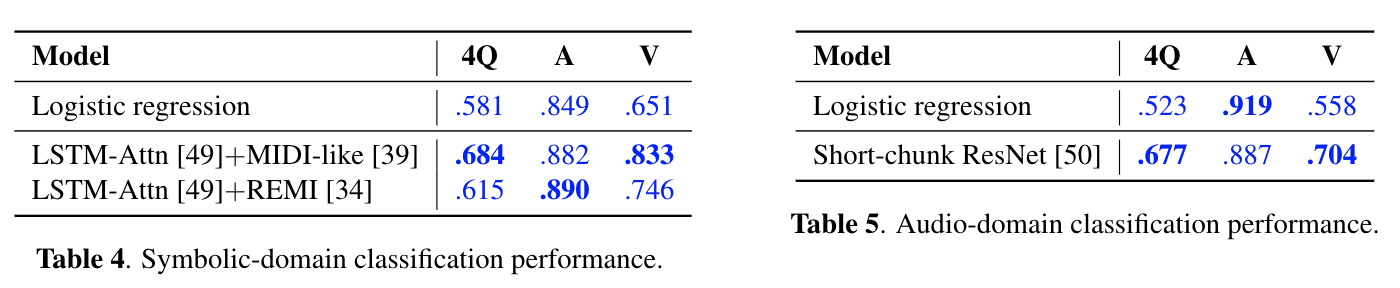 Model 4Q A V
Logistic regression .581 .849 .651
LSTM-Attn [49]+MIDI-like [39] .684 .882 .833
LSTM-Attn [49]+REMI [34] .615 .890 .746
Table 4. Symbolic-domain classification performance.
Model 4Q A V
Logistic regression .523 .919 .558
Short-chunk ResNet [50] .677 .887 .704
Table 5. Audio-domain classification performance.